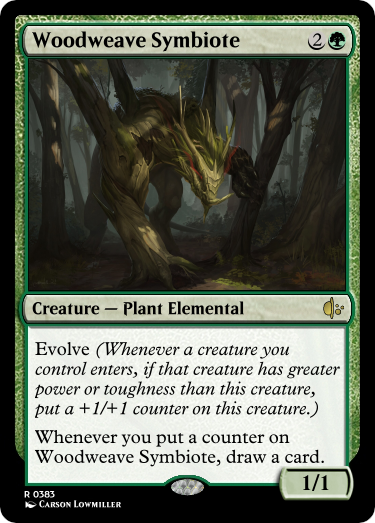 Woodweave Symbiote 2
Creature — Plant Elemental
Evolve (Whenever a creature you
control enters, if that creature has greater
power or toughness than this creature,
put a +1/+1 counter on this creature.)
Whenever you put a counter on
Woodweave Symbiote, draw a card.
1/1
R 0383
Carson Lowmiller